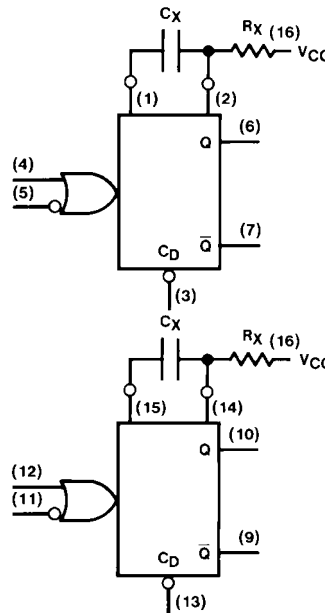 CX
RX (16)
VCC
(1) (2)
(6)
Q
(4)
(5)
(7)
Q̅
CD
(3)
CX
RX (16)
VCC
(15) (14)
(10)
Q
(12)
(11)
(9)
Q̅
CD
(13)